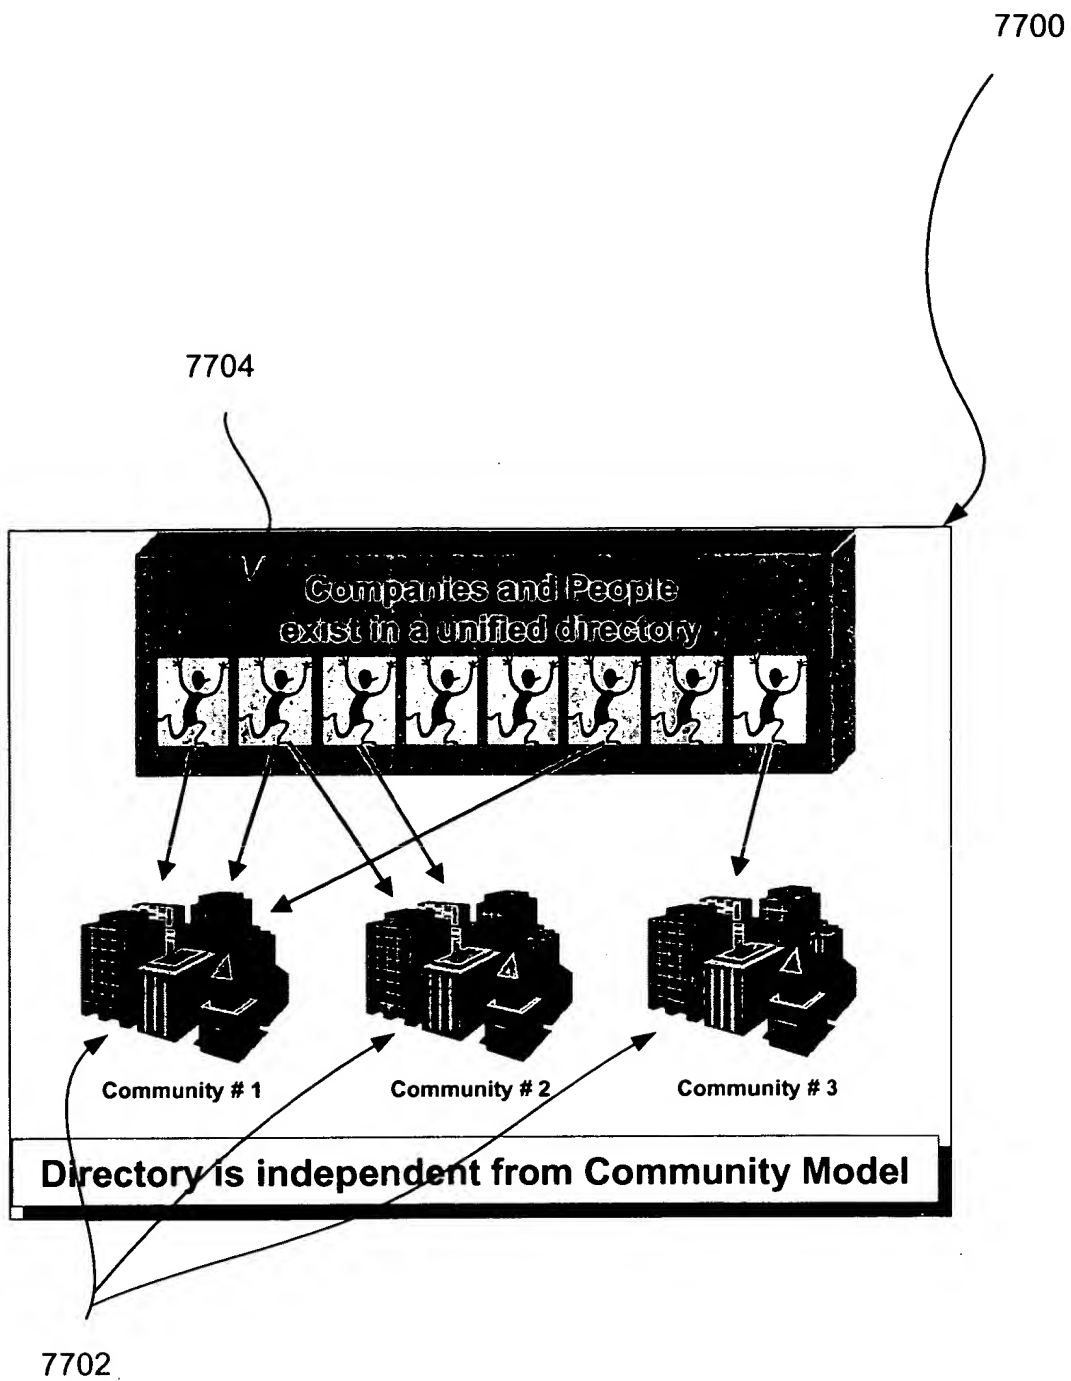 7700
7704
Companies and People
exist in a unified directory
Community # 1
Community # 2
Community # 3
Directory is independent from Community Model
7702